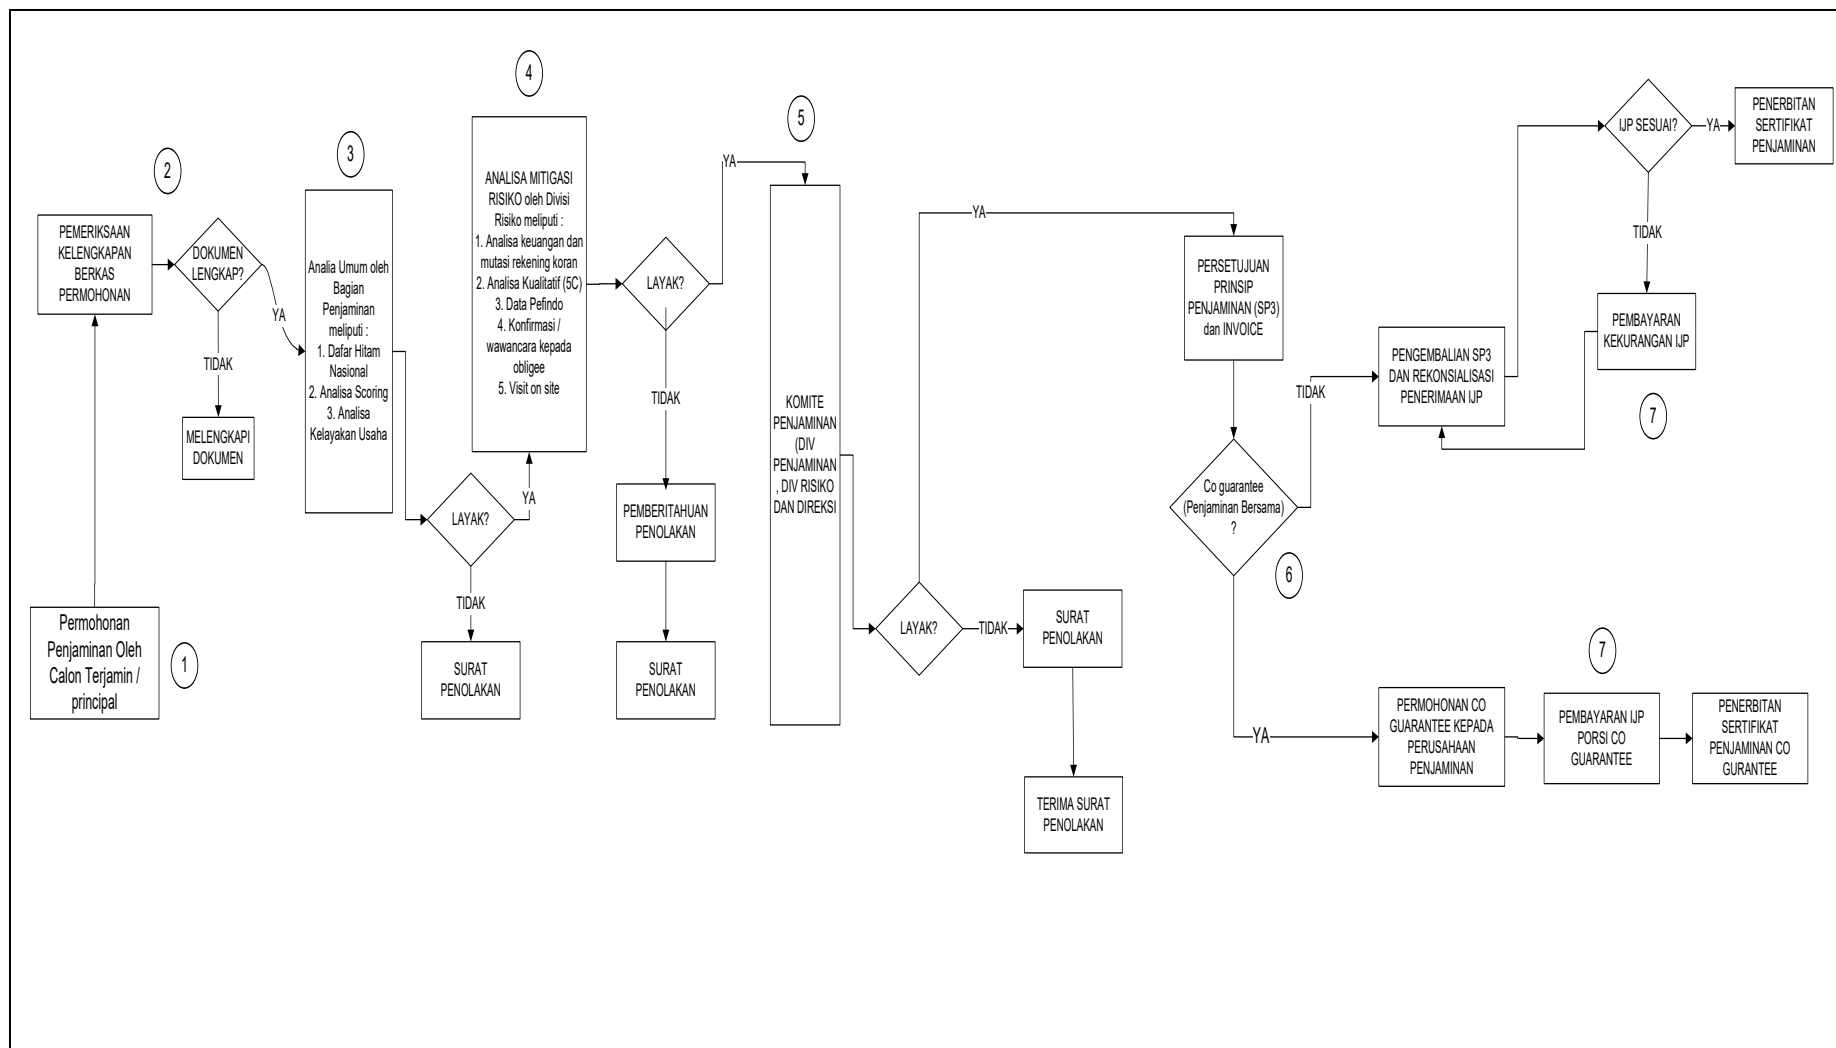 1
Permohonan
Penjaminan Oleh
Calon Terjamin /
principal
2
PEMERIKSAAN
KELENGKAPAN
BERKAS
PERMOHONAN
DOKUMEN
LENGKAP?
YA
TIDAK
MELENGKAPI
DOKUMEN
3
Analia Umum oleh
Bagian
Penjaminan
meliputi :
1. Dafar Hitam
Nasional
2. Analisa Scoring
3. Analisa
Kelayakan Usaha
LAYAK?
YA
TIDAK
SURAT
PENOLAKAN
4
ANALISA MITIGASI
RISIKO oleh Divisi
Risiko meliputi :
1. Analisa keuangan dan
mutasi rekening koran
2. Analisa Kualitatif (5C)
3. Data Pefindo
4. Konfirmasi /
wawancara kepada
obligee
5. Visit on site
LAYAK?
YA
TIDAK
PEMBERITAHUAN
PENOLAKAN
SURAT
PENOLAKAN
5
KOMITE
PENJAMINAN
(DIV
PENJAMINAN
, DIV RISIKO
DAN DIREKSI
LAYAK?
YA
TIDAK
SURAT
PENOLAKAN
TERIMA SURAT
PENOLAKAN
PERSETUJUAN
PRINSIP
PENJAMINAN (SP3)
dan INVOICE
Co guarantee
(Penjaminan Bersama)
?
6
TIDAK
PENGEMBALIAN SP3
DAN REKONSIALISASI
PENERIMAAN IJP
IJP SESUAI?
YA
PENERBITAN
SERTIFIKAT
PENJAMINAN
TIDAK
PEMBAYARAN
KEKURANGAN IJP
7
YA
PERMOHONAN CO
GUARANTEE KEPADA
PERUSAHAAN
PENJAMINAN
7
PEMBAYARAN IJP
PORSI CO
GUARANTEE
PENERBITAN
SERTIFIKAT
PENJAMINAN CO
GURANTEE